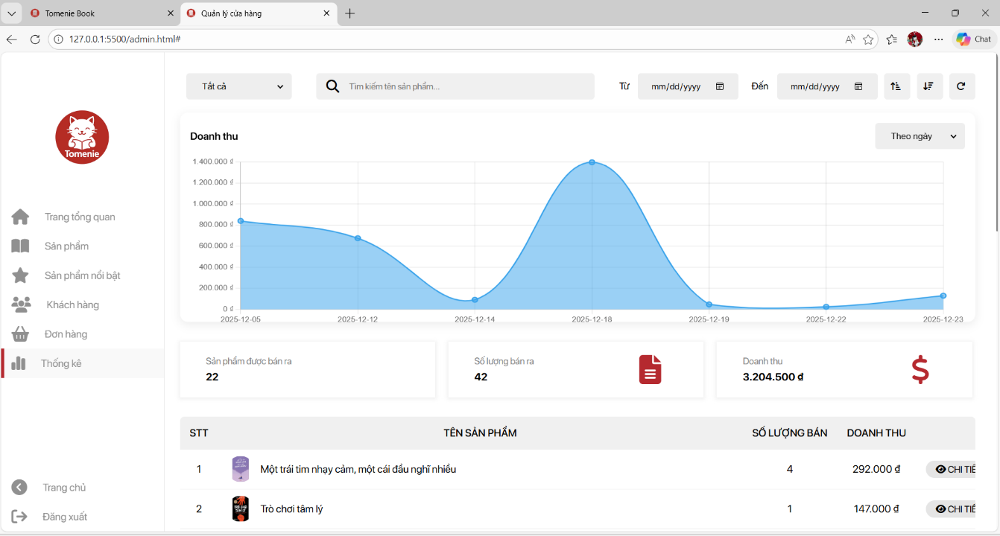 Tomenie Book
Quản lý cửa hàng
127.0.0.1:5500/admin.html#
Chat
Tomenie
Trang tổng quan
Sản phẩm
Sản phẩm nổi bật
Khách hàng
Đơn hàng
Thống kê
Trang chủ
Đăng xuất
Tất cả
Tìm kiếm tên sản phẩm...
Từ
mm/dd/yyyy
Đến
mm/dd/yyyy
Doanh thu
Theo ngày
1.400.000 ₫
1.200.000 ₫
1.000.000 ₫
800.000 ₫
600.000 ₫
400.000 ₫
200.000 ₫
0 ₫
2025-12-05 2025-12-12 2025-12-14 2025-12-18 2025-12-19 2025-12-22 2025-12-23
Sản phẩm được bán ra
22
Số lượng bán ra
42
Doanh thu
3.204.500 ₫
STT TÊN SẢN PHẨM SỐ LƯỢNG BÁN DOANH THU
1 Một trái tim nhạy cảm, một cái đầu nghĩ nhiều 4 292.000 ₫ CHI TIẾ
2 Trò chơi tâm lý 1 147.000 ₫ CHI TIẾ